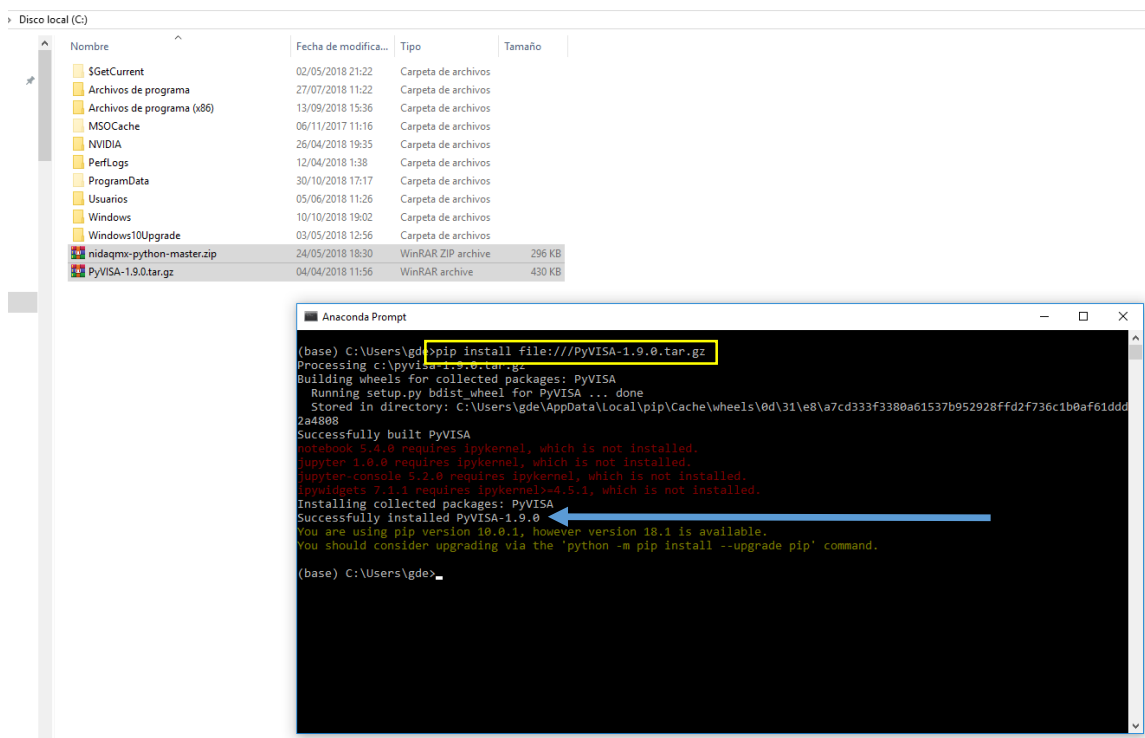 Disco local (C:)
Nombre Fecha de modifica... Tipo Tamaño
$GetCurrent 02/05/2018 21:22 Carpeta de archivos
Archivos de programa 27/07/2018 11:22 Carpeta de archivos
Archivos de programa (x86) 13/09/2018 15:36 Carpeta de archivos
MSOCache 06/11/2017 11:16 Carpeta de archivos
NVIDIA 26/04/2018 19:35 Carpeta de archivos
PerfLogs 12/04/2018 1:38 Carpeta de archivos
ProgramData 30/10/2018 17:17 Carpeta de archivos
Usuarios 05/06/2018 11:26 Carpeta de archivos
Windows 10/10/2018 19:02 Carpeta de archivos
Windows10Upgrade 03/05/2018 12:56 Carpeta de archivos
nidaqmx-python-master.zip 24/05/2018 18:30 WinRAR ZIP archive 296 KB
PyVISA-1.9.0.tar.gz 04/04/2018 11:56 WinRAR archive 430 KB
Anaconda Prompt
(base) C:\Users\gde>pip install file:///PyVISA-1.9.0.tar.gz
Processing c:\pyvisa-1.9.0.tar.gz
Building wheels for collected packages: PyVISA
Running setup.py bdist_wheel for PyVISA ... done
Stored in directory: C:\Users\gde\AppData\Local\pip\Cache\wheels\0d\31\e8\a7cd333f3380a61537b952928ffd2f736c1b0af61ddd
2a4808
Successfully built PyVISA
notebook 5.4.0 requires ipykernel, which is not installed.
jupyter 1.0.0 requires ipykernel, which is not installed.
jupyter-console 5.2.0 requires ipykernel, which is not installed.
ipywidgets 7.1.1 requires ipykernel>=4.5.1, which is not installed.
Installing collected packages: PyVISA
Successfully installed PyVISA-1.9.0
You are using pip version 10.0.1, however version 18.1 is available.
You should consider upgrading via the 'python -m pip install --upgrade pip' command.
(base) C:\Users\gde>